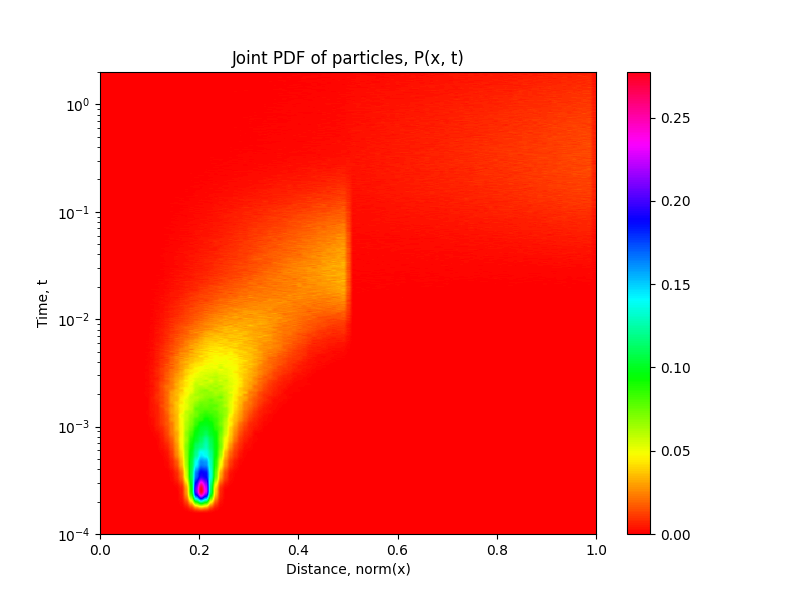 Joint PDF of particles, P(x, t)
10⁰
10⁻¹
10⁻²
10⁻³
10⁻⁴
Time, t
0.0 0.2 0.4 0.6 0.8 1.0
Distance, norm(x)
0.25
0.20
0.15
0.10
0.05
0.00